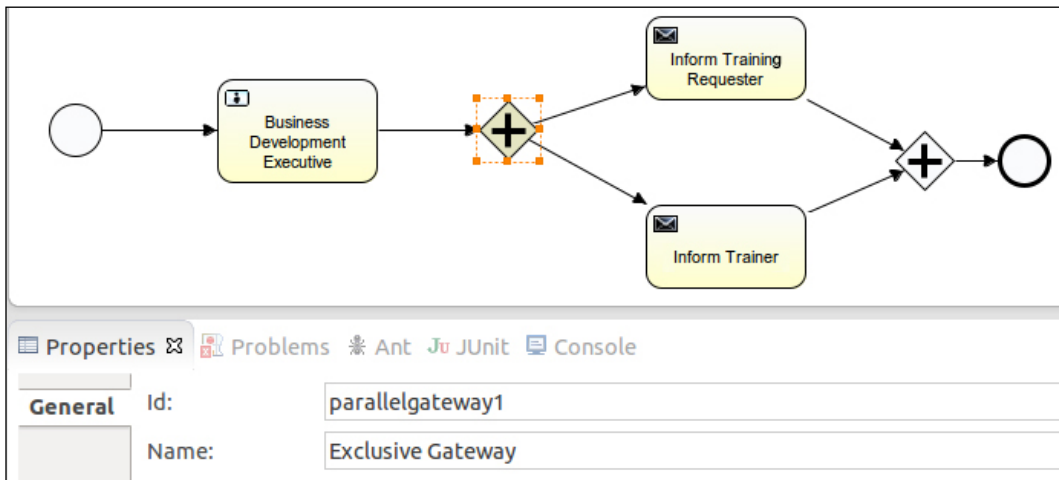 Inform Training
Requester
Business
Development
Executive
Inform Trainer
Properties Problems Ant Ju JUnit Console
General Id: parallelgateway1
Name: Exclusive Gateway